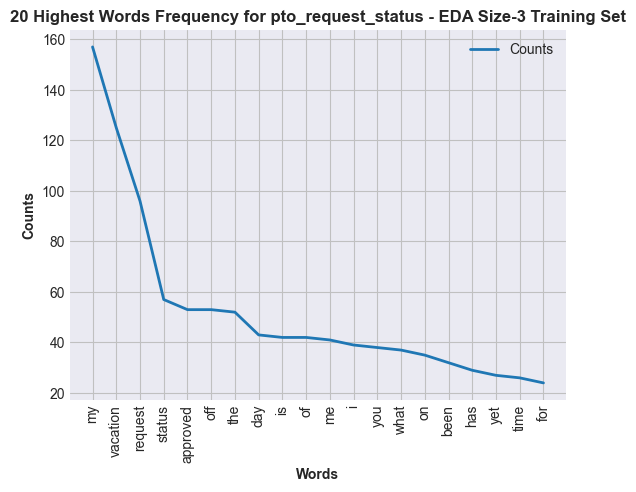 20 Highest Words Frequency for pto_request_status - EDA Size-3 Training Set
Counts
160
140
120
100
80
60
40
20
Counts
my
vacation
request
status
approved
off
the
day
is
of
me
i
you
what
on
been
has
yet
time
for
Words